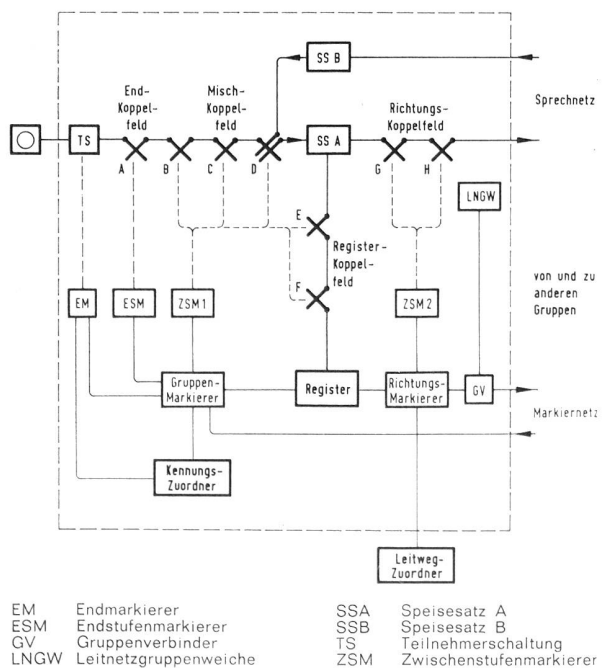 SS B
End-
Koppel-
feld
Misch-
Koppel-
feld
Richtungs-
Koppelfeld
Sprechnetz
TS
SS A
A
B
C
D
G
H
LNGW
E
Register-
Koppel-
feld
F
von und zu
anderen
Gruppen
EM
ESM
ZSM 1
ZSM 2
Gruppen-
Markierer
Register
Richtungs-
Markierer
GV
Markiernetz
Kennungs-
Zuordner
Leitweg-
Zuordner
EM Endmarkierer
ESM Endstufenmarkierer
GV Gruppenverbinder
LNGW Leitnetzgruppenweiche
SSA Speisesatz A
SSB Speisesatz B
TS Teilnehmerschaltung
ZSM Zwischenstufenmarkierer